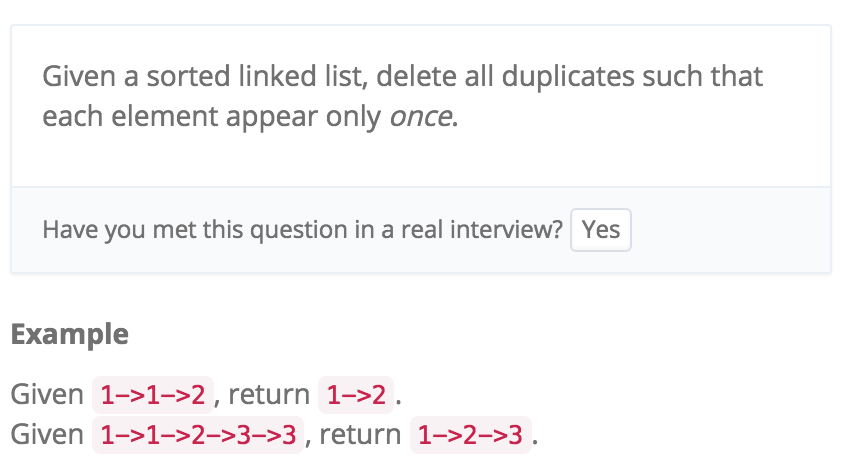 Given a sorted linked list, delete all duplicates such that
each element appear only once.
Have you met this question in a real interview? Yes
Example
Given 1->1->2, return 1->2.
Given 1->1->2->3->3, return 1->2->3.